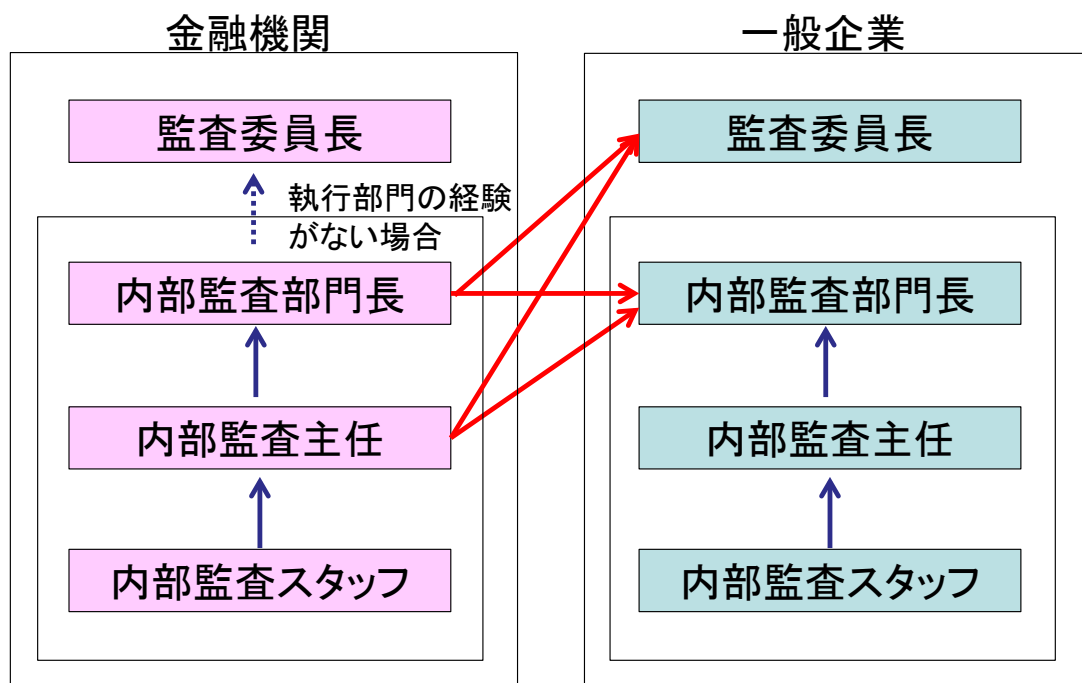 金融機関
監査委員長
執行部門の経験
がない場合
内部監査部門長
内部監査主任
内部監査スタッフ
一般企業
監査委員長
内部監査部門長
内部監査主任
内部監査スタッフ